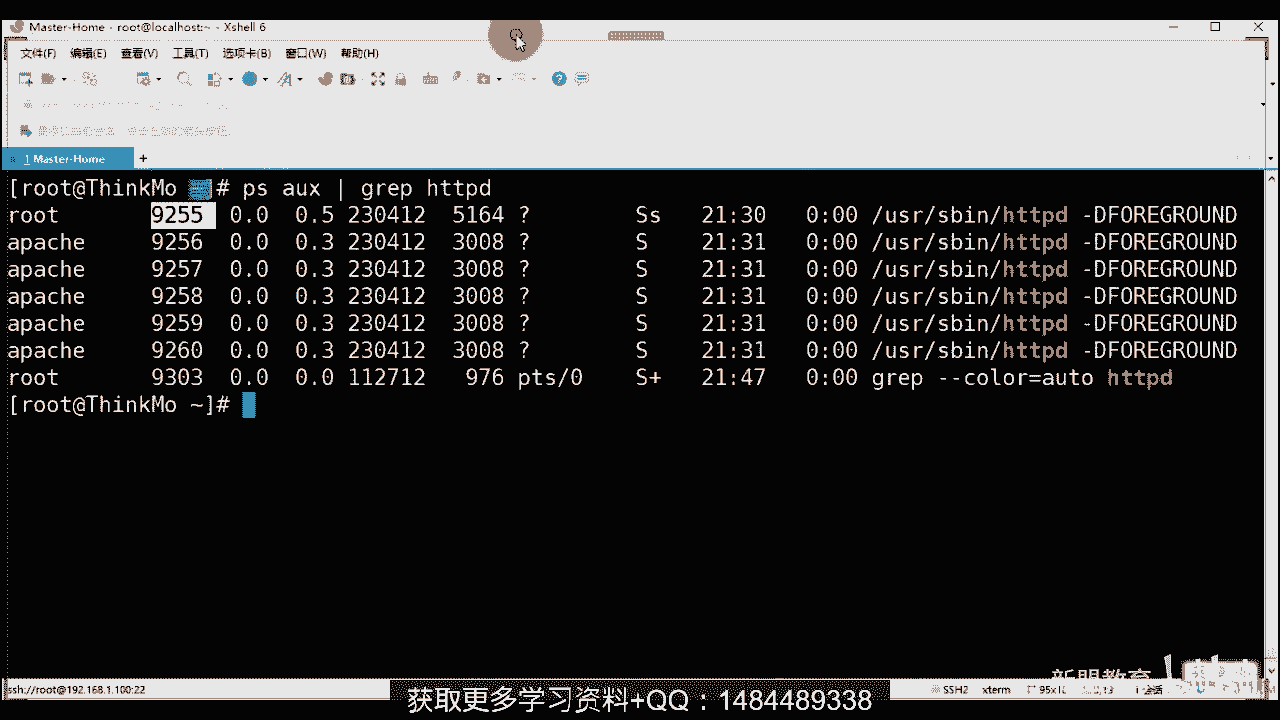 Master-Home - root@localhost:~ - Xshell 6
文件(F) 编辑(E) 查看(V) 工具(T) 选项卡(B) 窗口(W) 帮助(H)
1 Master-Home +
[root@ThinkMo ]# ps aux | grep httpd
root 9255 0.0 0.5 230412 5164 ? Ss 21:30 0:00 /usr/sbin/httpd -DFOREGROUND
apache 9256 0.0 0.3 230412 3008 ? S 21:31 0:00 /usr/sbin/httpd -DFOREGROUND
apache 9257 0.0 0.3 230412 3008 ? S 21:31 0:00 /usr/sbin/httpd -DFOREGROUND
apache 9258 0.0 0.3 230412 3008 ? S 21:31 0:00 /usr/sbin/httpd -DFOREGROUND
apache 9259 0.0 0.3 230412 3008 ? S 21:31 0:00 /usr/sbin/httpd -DFOREGROUND
apache 9260 0.0 0.3 230412 3008 ? S 21:31 0:00 /usr/sbin/httpd -DFOREGROUND
root 9303 0.0 0.0 112712 976 pts/0 S+ 21:47 0:00 grep --color=auto httpd
[root@ThinkMo ~]#
新盟教育
ssh://root@192.168.1.100:22 SSH2 xterm
获取更多学习资料+QQ：1484489338